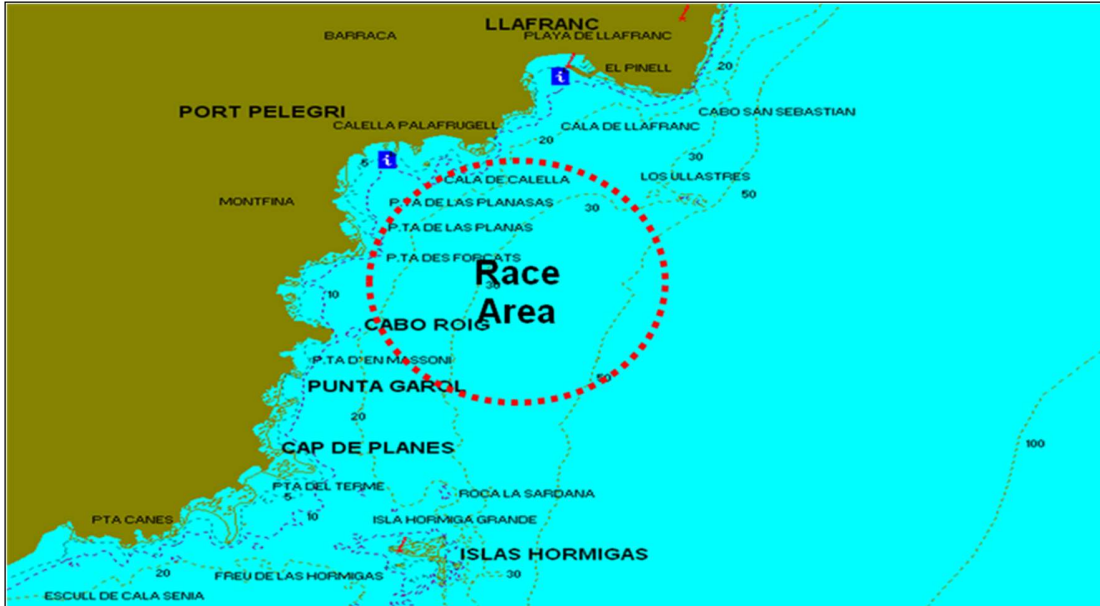 LLAFRANC
BARRACA
PLAYA DE LLAFRANC
EL PINELL
20
PORT PELEGRI
CABO SAN SEBASTIAN
CALELLA PALAFRUGELL
CALA DE LLAFRANC
20
30
i
i
5
CALA DE CALELLA
LOS ULLASTRES
50
MONTFINA
P.TA DE LAS PLANASAS
30
P.TA DE LAS PLANAS
P.TA DES FORCATS
Race
30
10
Area
CABO ROIG
P.TA D'EN MASSONI
50
PUNTA GAROL
20
100
CAP DE PLANES
PTA DEL TERME
5
ROCA LA SARDANA
10
PTA CANES
ISLA HORMIGA GRANDE
ISLAS HORMIGAS
20
FREU DE LAS HORMIGAS
30
ESCULL DE CALA SENIA